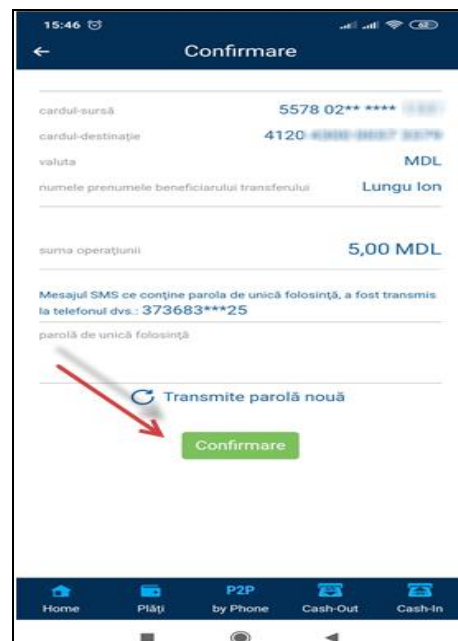 15:46 62
Confirmare
cardul-sursă 5578 02** ****
cardul-destinație 4120
valuta MDL
numele prenumele beneficiarului transferului Lungu Ion
suma operațiunii 5,00 MDL
Mesajul SMS ce conține parola de unică folosință, a fost transmis
la telefonul dvs.: 373683***25
parolă de unică folosință
Transmite parolă nouă
Confirmare
P2P
Home Plăți by Phone Cash-Out Cash-In